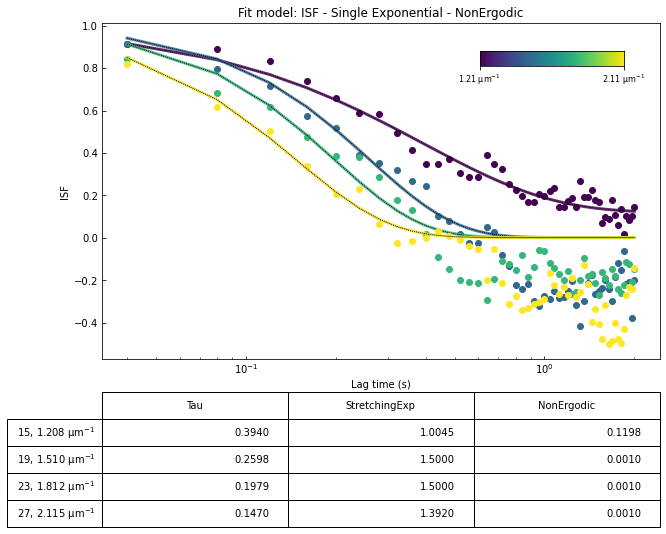 Fit model: ISF - Single Exponential - NonErgodic
1.0
0.8
0.6
0.4
0.2
0.0
−0.2
−0.4
ISF
1.21 μm⁻¹ 2.11 μm⁻¹
10⁻¹ 10⁰
Lag time (s)
Tau StretchingExp NonErgodic
15, 1.208 μm⁻¹ 0.3940 1.0045 0.1198
19, 1.510 μm⁻¹ 0.2598 1.5000 0.0010
23, 1.812 μm⁻¹ 0.1979 1.5000 0.0010
27, 2.115 μm⁻¹ 0.1470 1.3920 0.0010